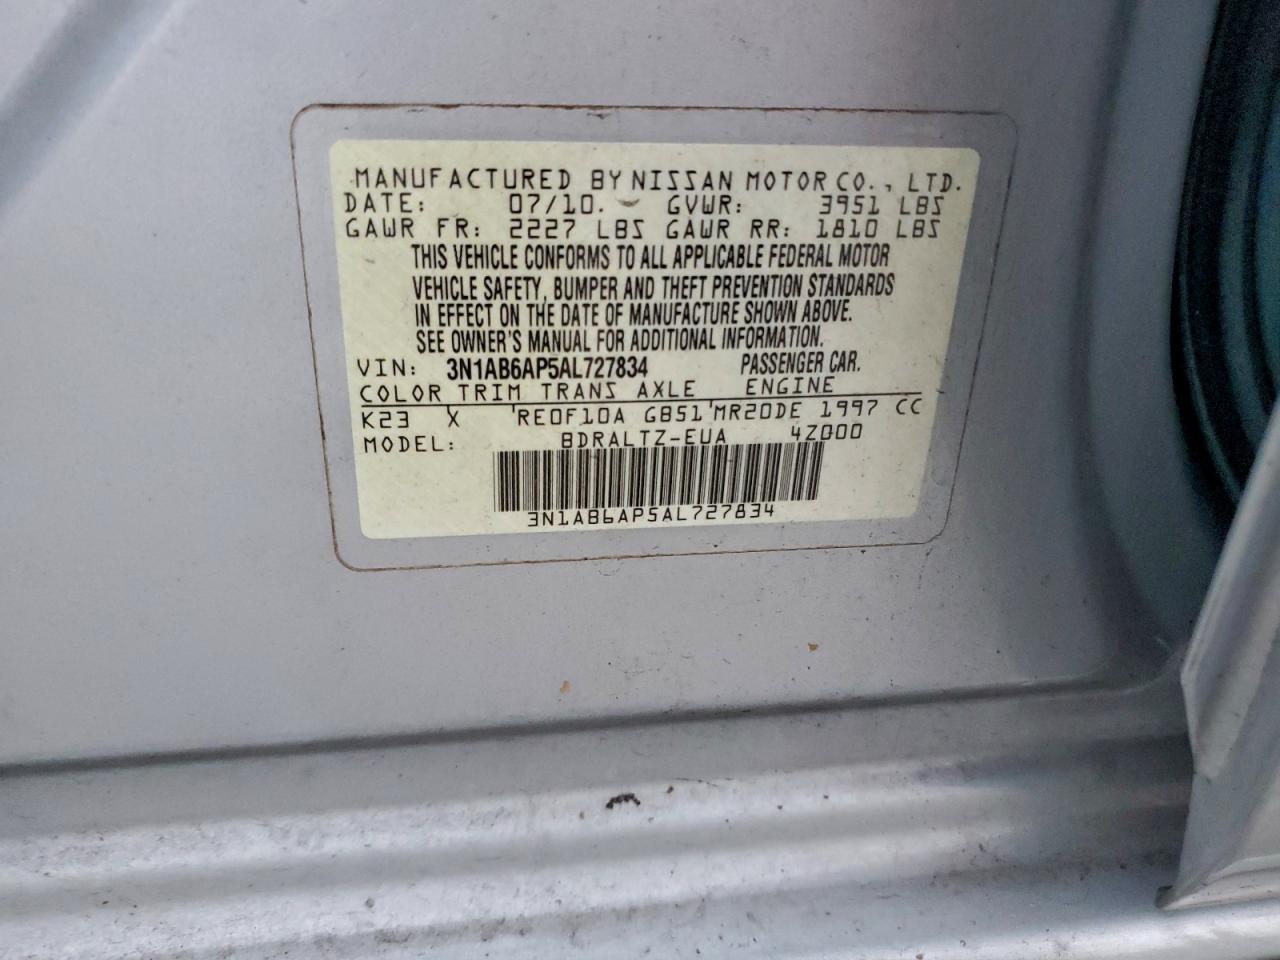 MANUFACTURED BY NISSAN MOTOR CO., LTD.
DATE: 07/10. GVWR: 3951 LBS
GAWR FR: 2227 LBS GAWR RR: 1810 LBS
THIS VEHICLE CONFORMS TO ALL APPLICABLE FEDERAL MOTOR
VEHICLE SAFETY, BUMPER AND THEFT PREVENTION STANDARDS
IN EFFECT ON THE DATE OF MANUFACTURE SHOWN ABOVE.
SEE OWNER'S MANUAL FOR ADDITIONAL INFORMATION.
VIN: 3N1AB6AP5AL727834 PASSENGER CAR.
COLOR TRIM TRANS AXLE ENGINE
K23 X RE0F10A GB51 MR20DE 1997 CC
MODEL: BDRALTZ-EUA 4Z000
3N1AB6AP5AL727834